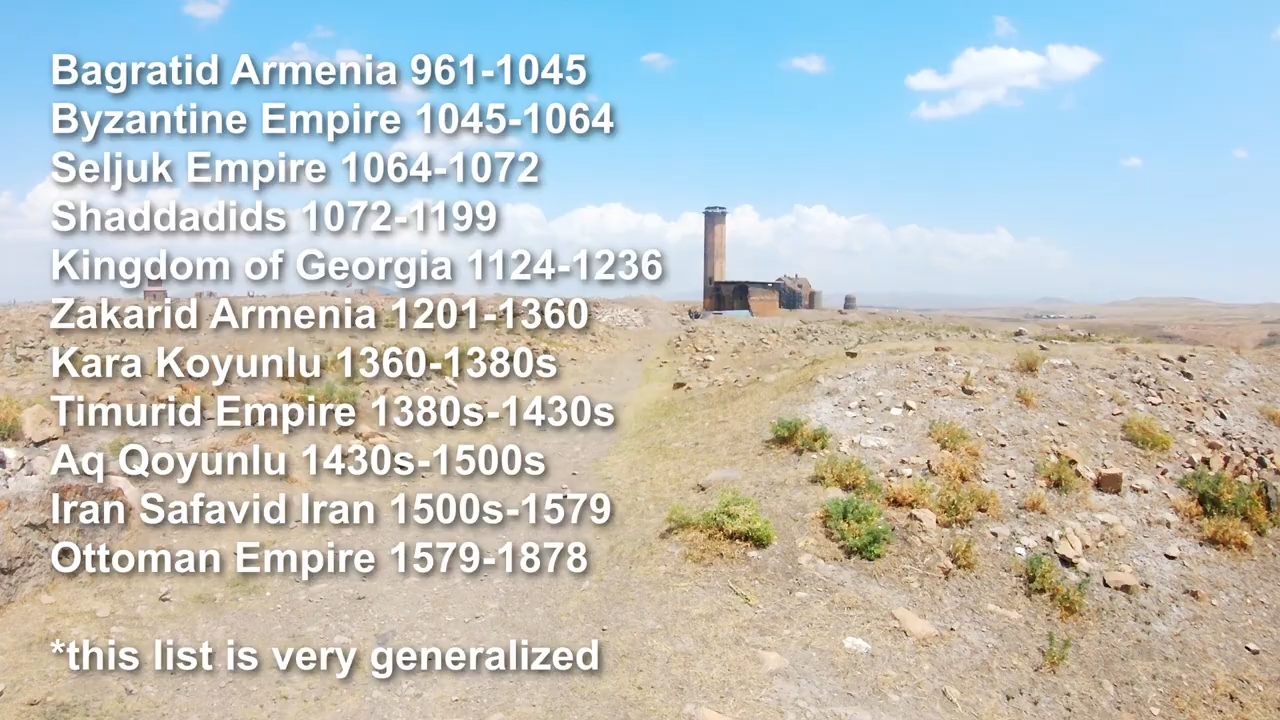 Bagratid Armenia 961-1045
Byzantine Empire 1045-1064
Seljuk Empire 1064-1072
Shaddadids 1072-1199
Kingdom of Georgia 1124-1236
Zakarid Armenia 1201-1360
Kara Koyunlu 1360-1380s
Timurid Empire 1380s-1430s
Aq Qoyunlu 1430s-1500s
Iran Safavid Iran 1500s-1579
Ottoman Empire 1579-1878
*this list is very generalized